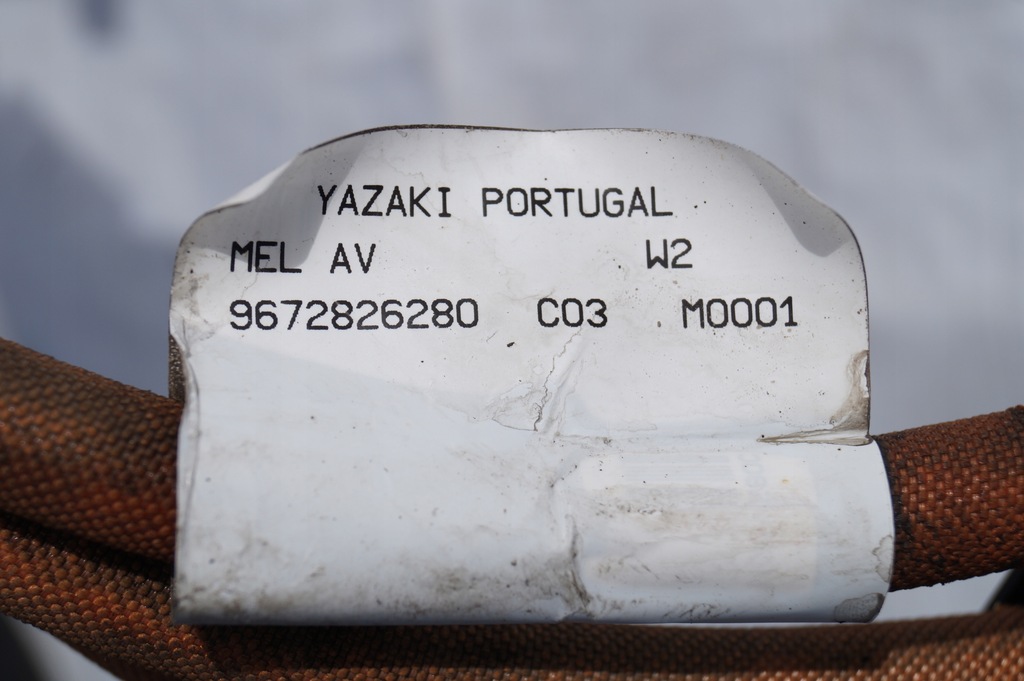 YAZAKI PORTUGAL
MEL AV W2
9672826280 C03 M0001